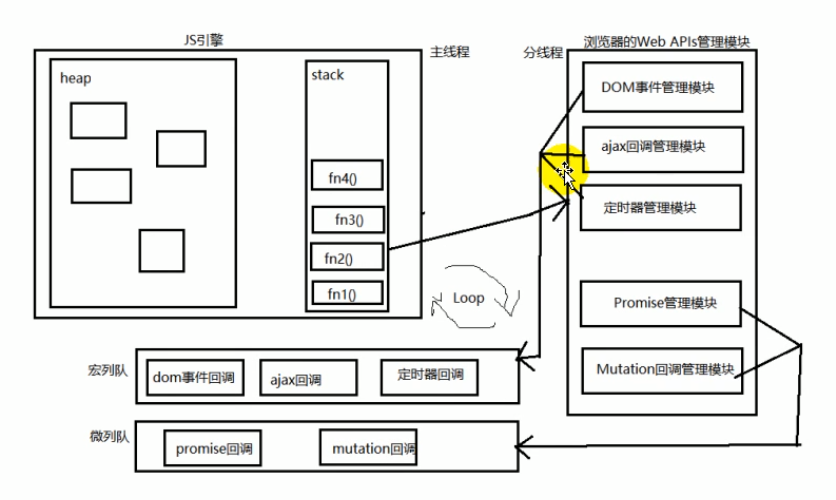 JS引擎
主线程
分线程
浏览器的Web APIs管理模块
heap
stack
fn4()
fn3()
fn2()
fn1()
DOM事件管理模块
ajax回调管理模块
定时器管理模块
Promise管理模块
Mutation回调管理模块
Loop
宏列队
dom事件回调
ajax回调
定时器回调
微列队
promise回调
mutation回调